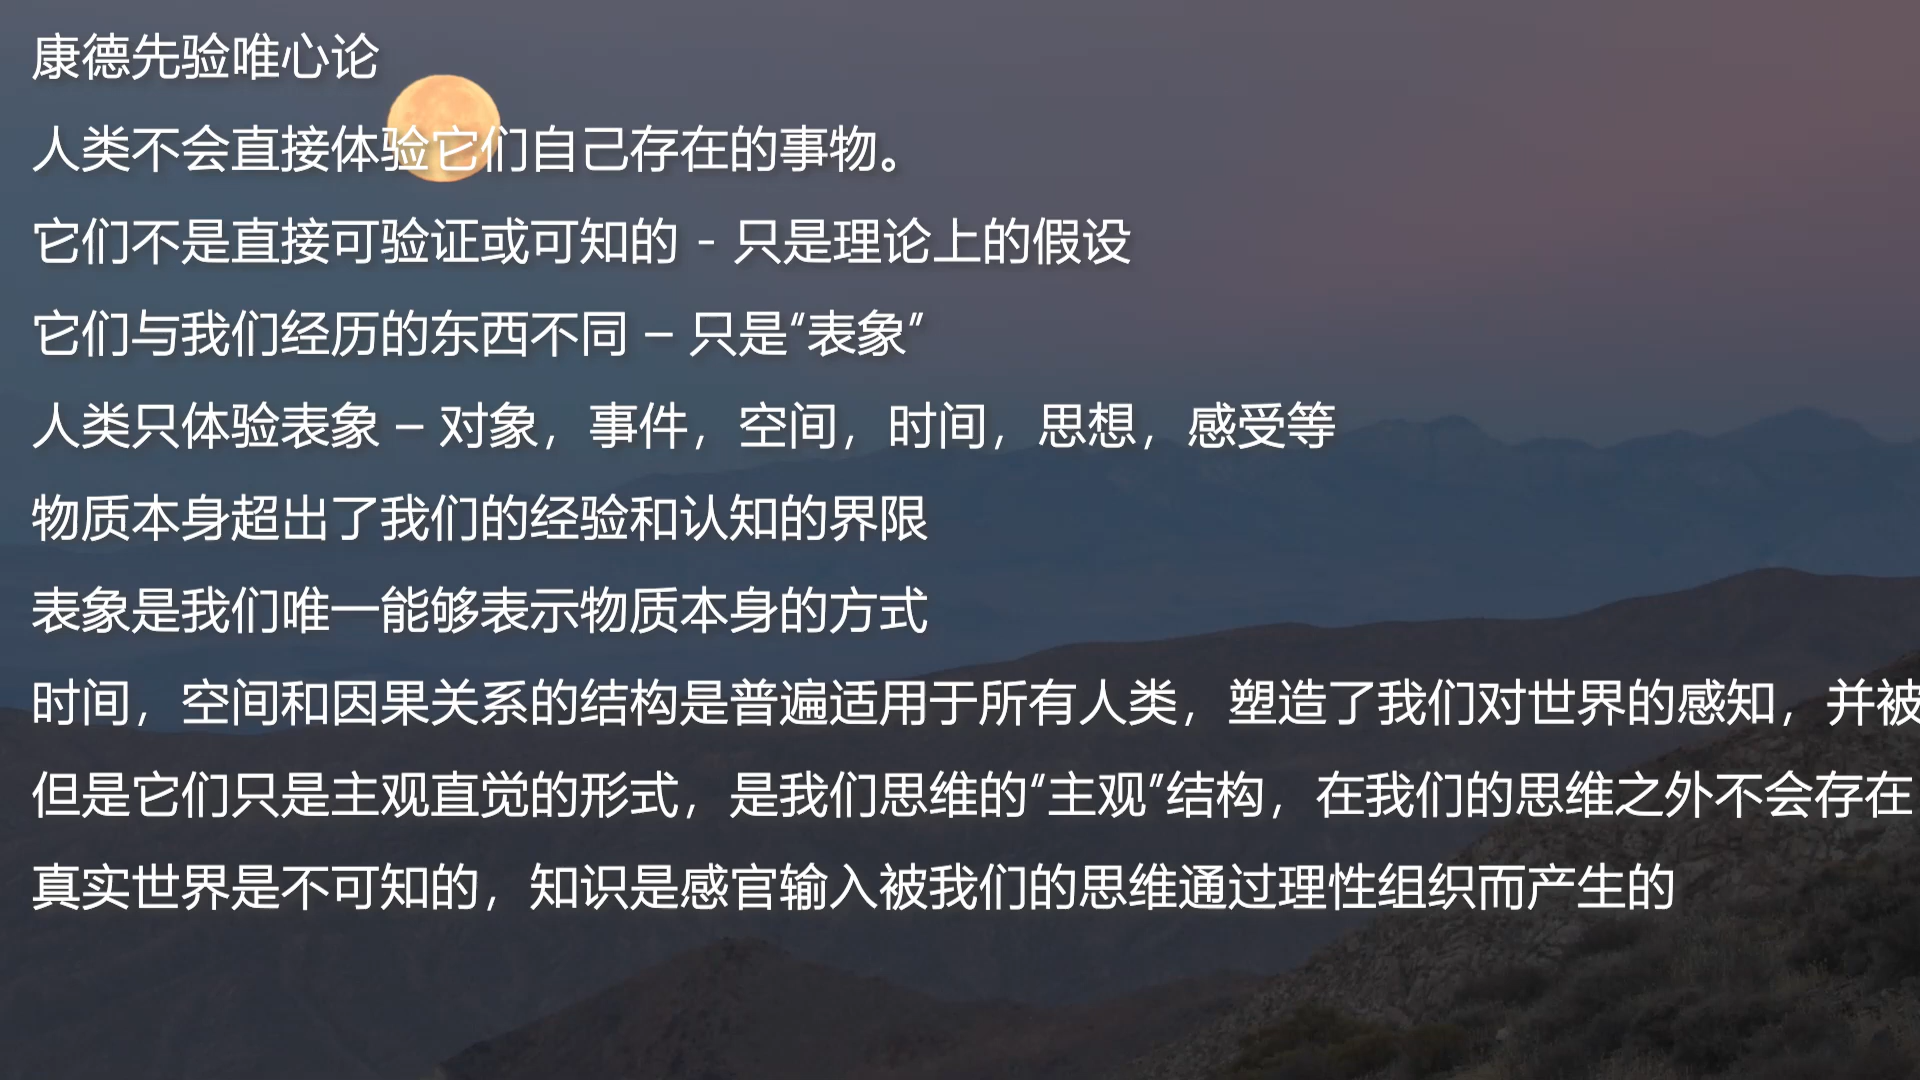 康德先验唯心论
人类不会直接体验它们自己存在的事物。
它们不是直接可验证或可知的 - 只是理论上的假设
它们与我们经历的东西不同 – 只是“表象”
人类只体验表象 – 对象，事件，空间，时间，思想，感受等
物质本身超出了我们的经验和认知的界限
表象是我们唯一能够表示物质本身的方式
时间，空间和因果关系的结构是普遍适用于所有人类，塑造了我们对世界的感知，并被
但是它们只是主观直觉的形式，是我们思维的“主观”结构，在我们的思维之外不会存在
真实世界是不可知的，知识是感官输入被我们的思维通过理性组织而产生的